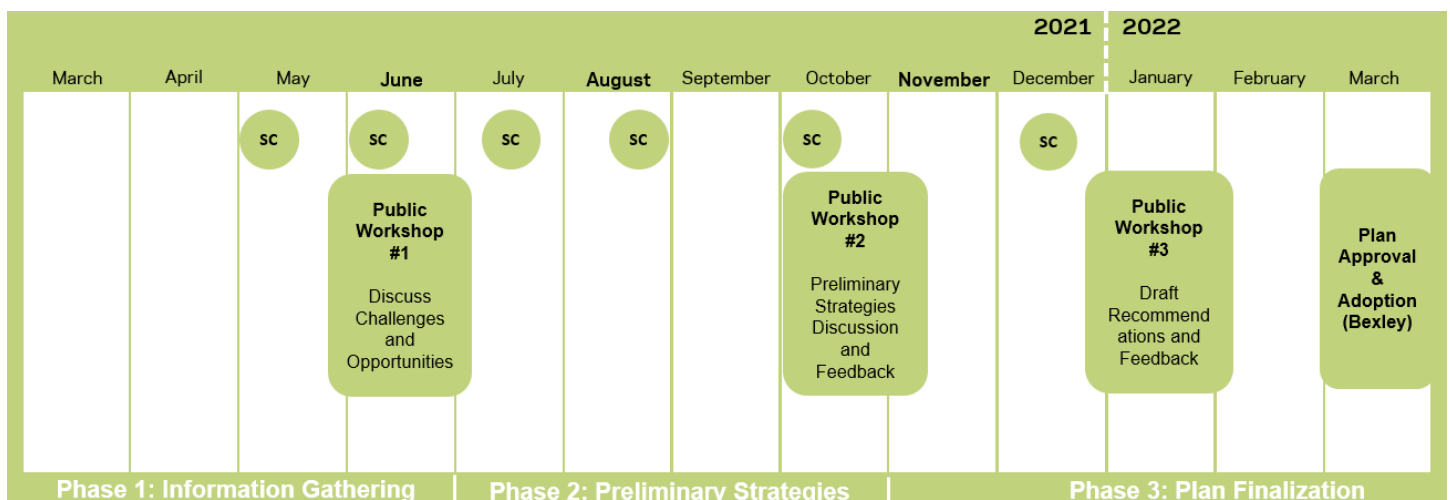 2021 2022
March April May June July August September October November December January February March
SC SC SC SC SC SC
Public
Workshop
#1
Discuss
Challenges
and
Opportunities
Public
Workshop
#2
Preliminary
Strategies
Discussion
and
Feedback
Public
Workshop
#3
Draft
Recommend
ations and
Feedback
Plan
Approval
&
Adoption
(Bexley)
Phase 1: Information Gathering Phase 2: Preliminary Strategies Phase 3: Plan Finalization